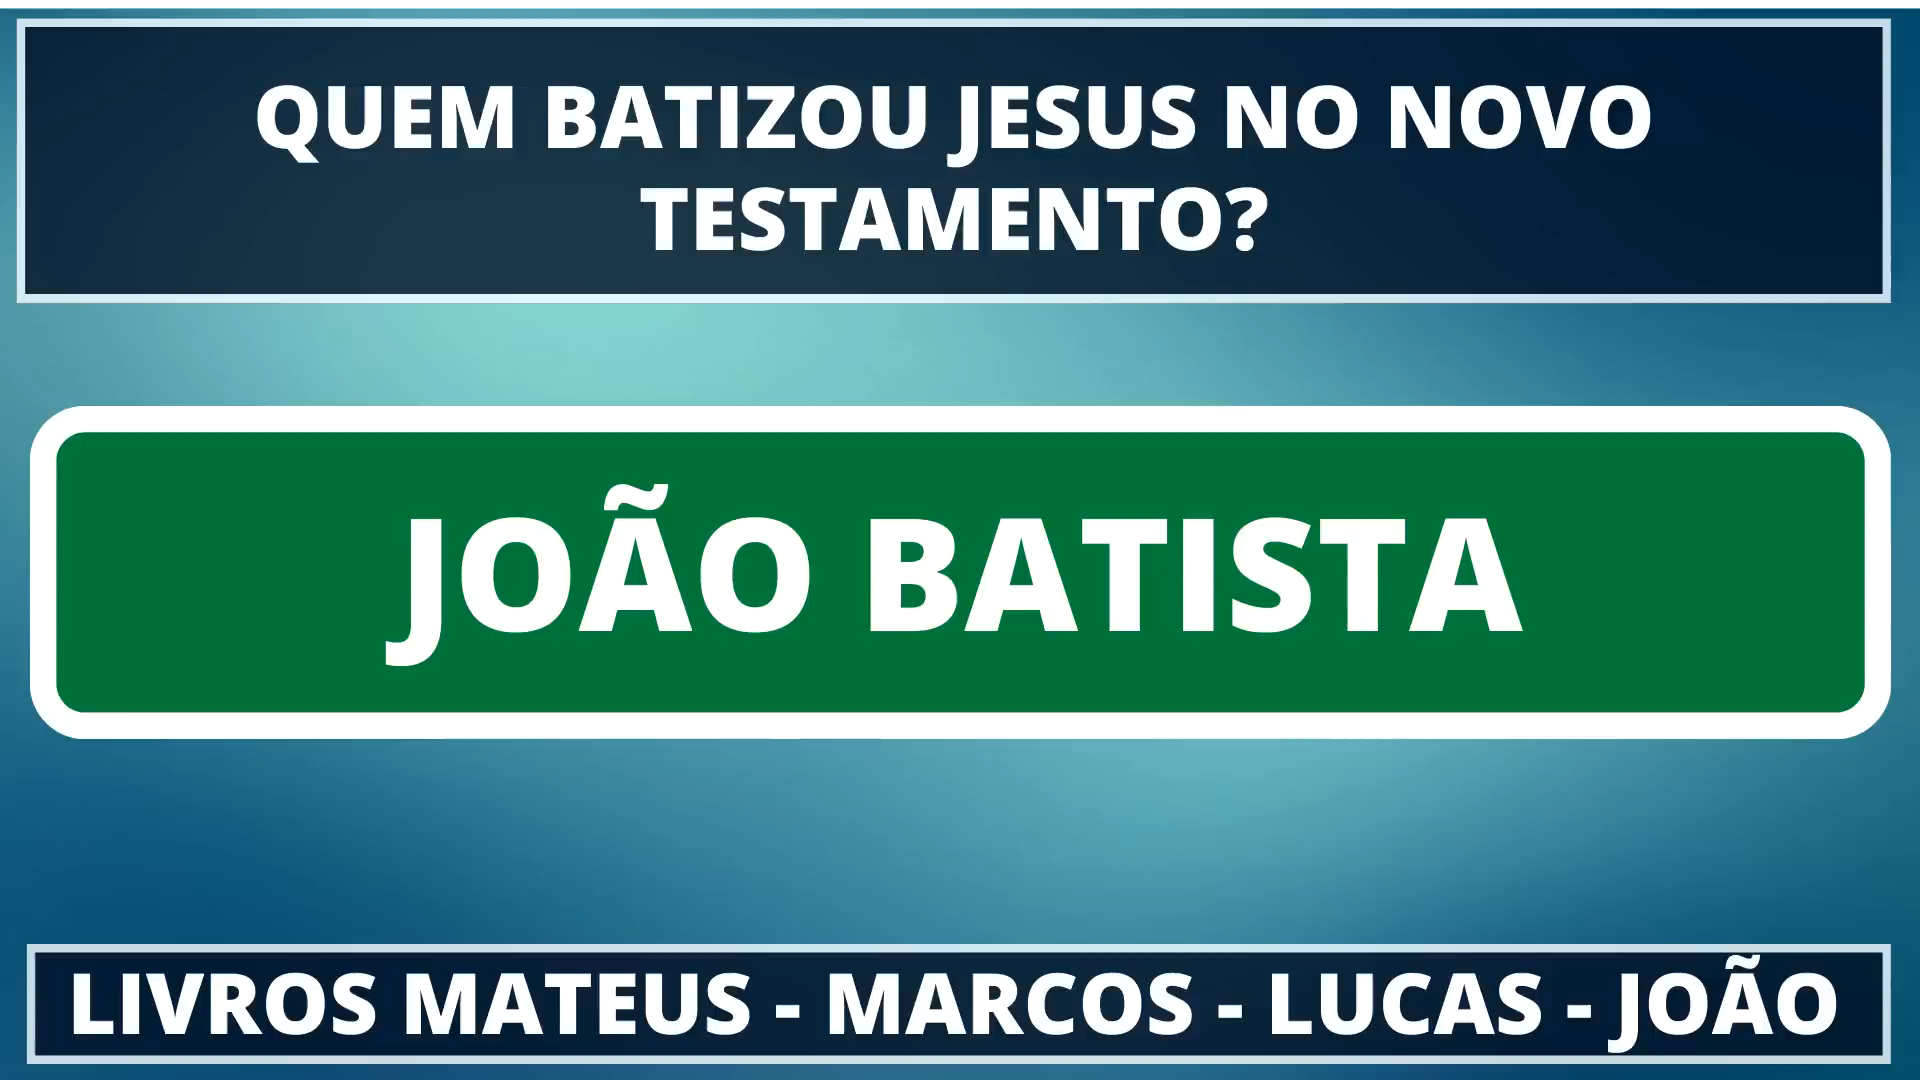 QUEM BATIZOU JESUS NO NOVO
TESTAMENTO?
JOÃO BATISTA
LIVROS MATEUS - MARCOS - LUCAS - JOÃO